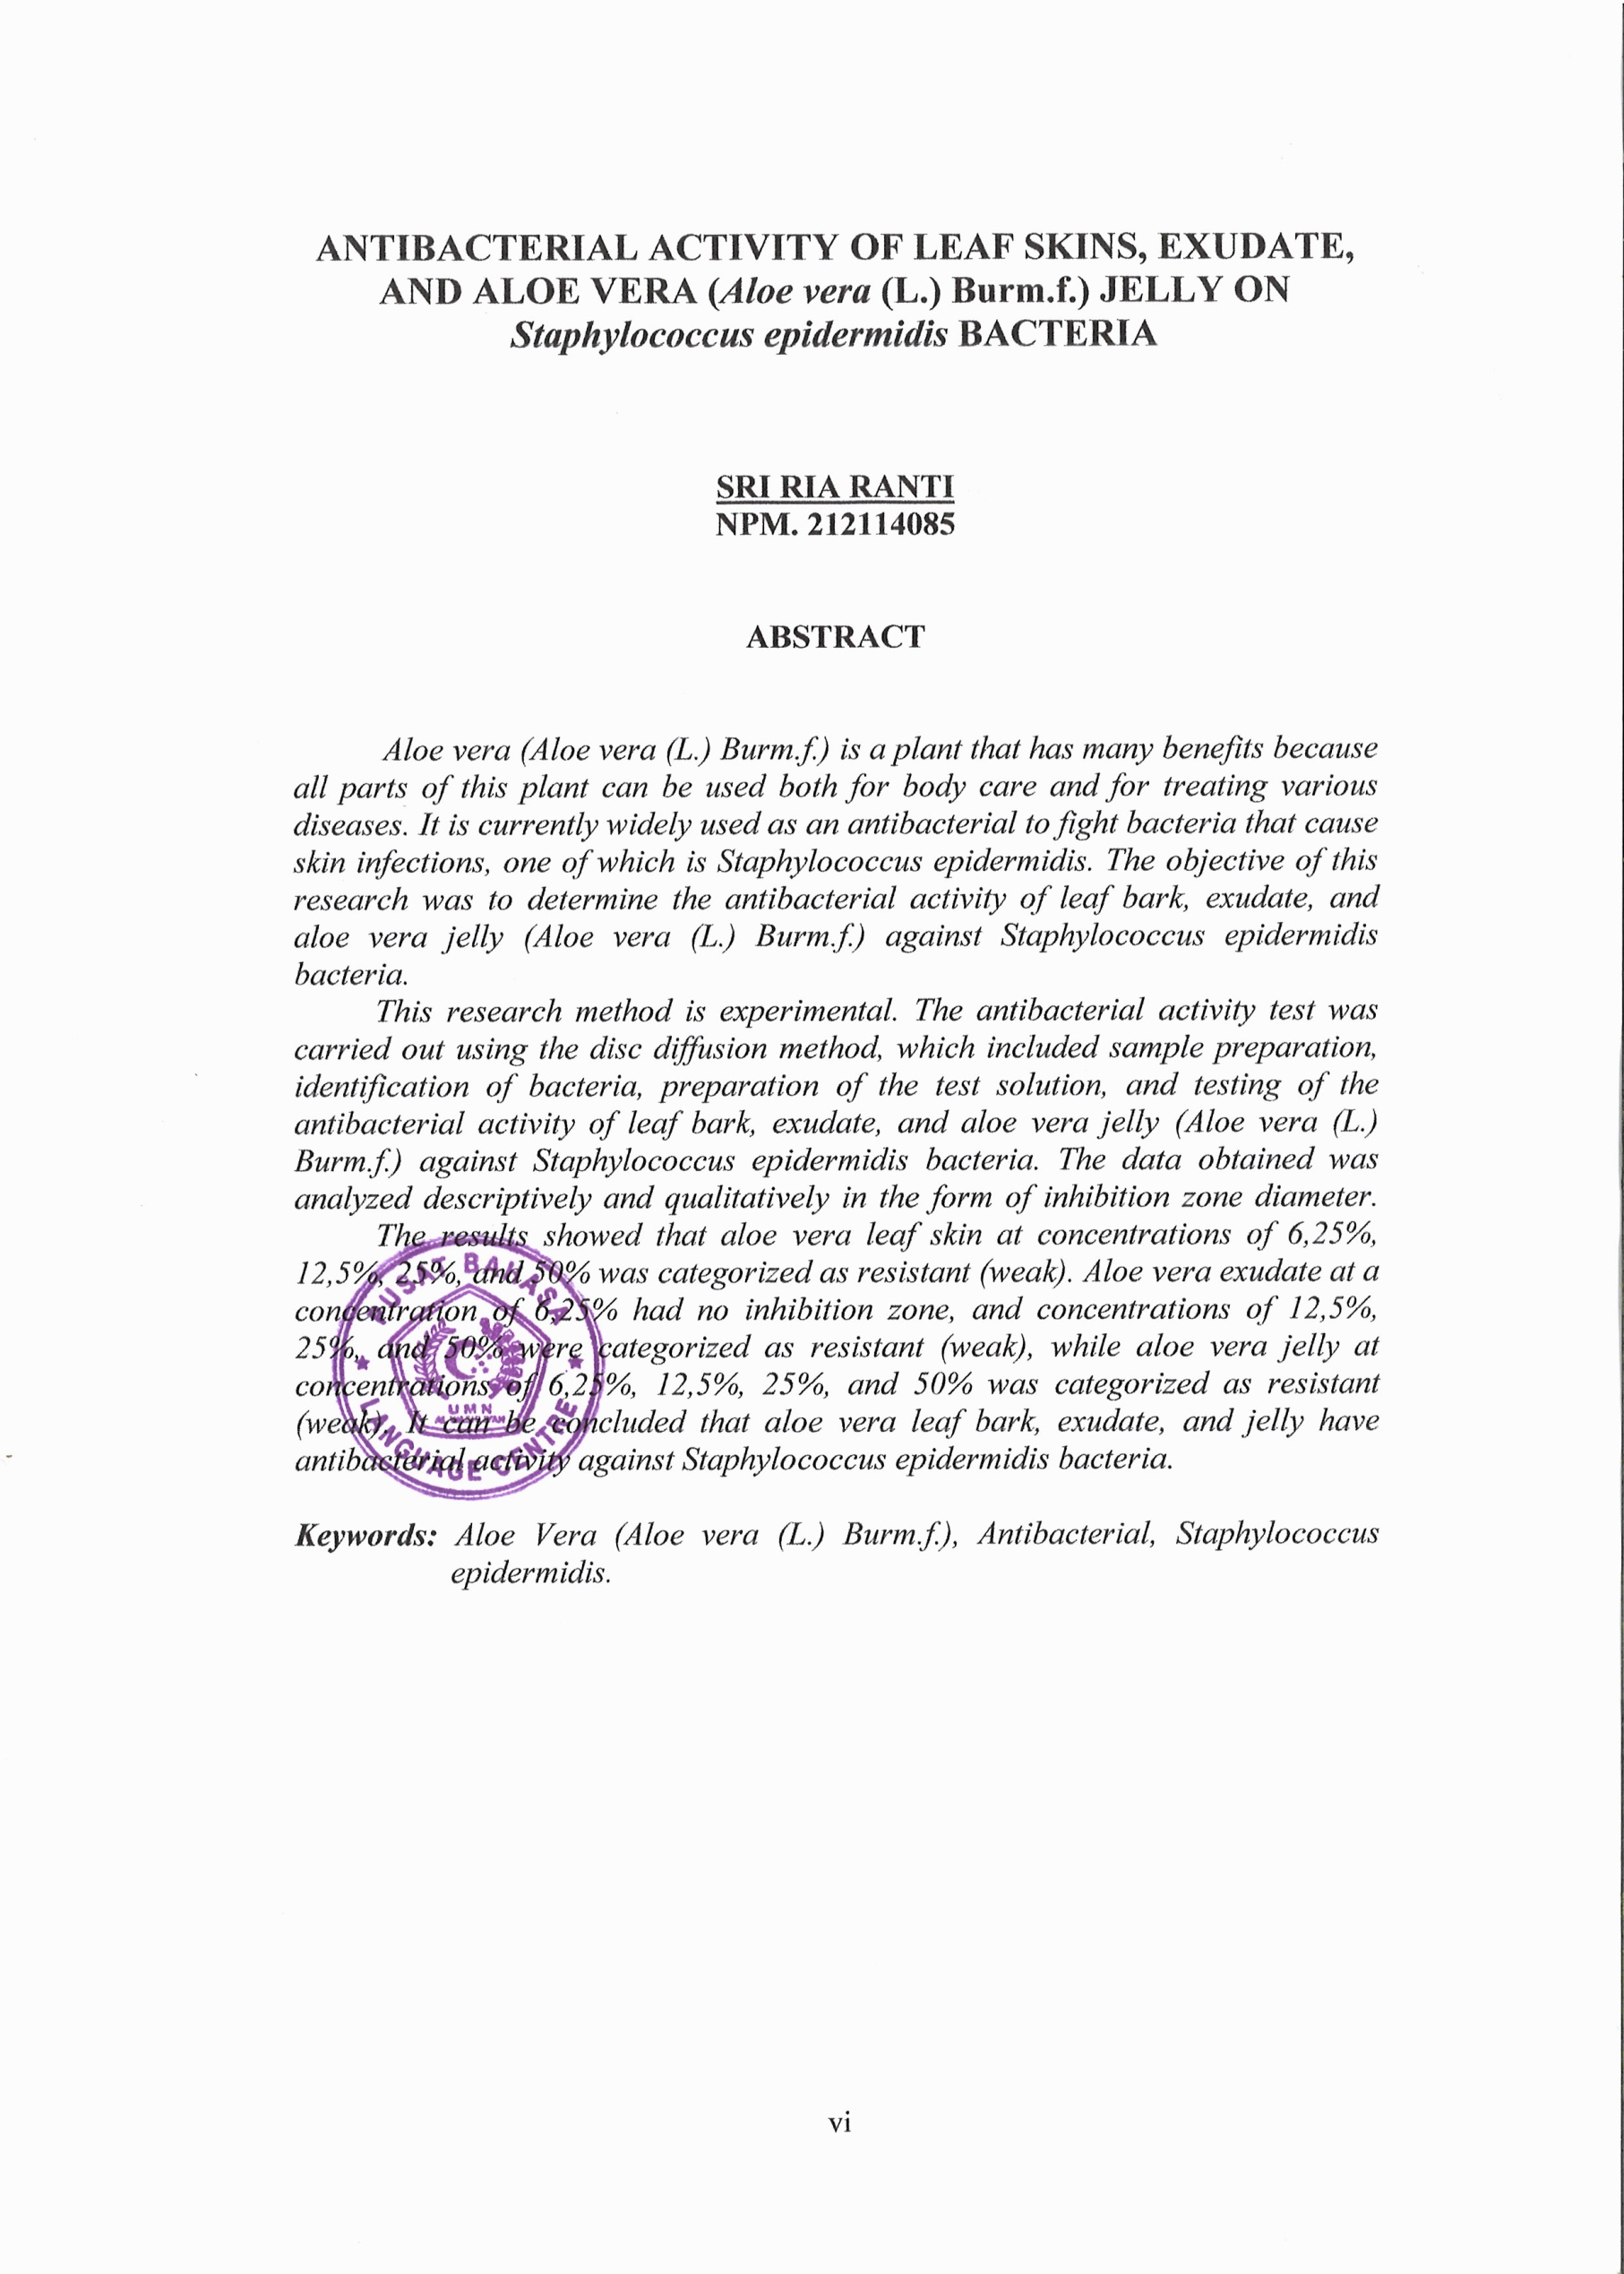 ANTIBACTERIAL ACTIVITY OF LEAF SKINS, EXUDATE,
AND ALOE VERA (Aloe vera (L.) Burm.f.) JELLY ON
Staphylococcus epidermidis BACTERIA
SRI RIA RANTI
NPM. 212114085
ABSTRACT
Aloe vera (Aloe vera (L.) Burm.f.) is a plant that has many benefits because
all parts of this plant can be used both for body care and for treating various
diseases. It is currently widely used as an antibacterial to fight bacteria that cause
skin infections, one of which is Staphylococcus epidermidis. The objective of this
research was to determine the antibacterial activity of leaf bark, exudate, and
aloe vera jelly (Aloe vera (L.) Burm.f.) against Staphylococcus epidermidis
bacteria.
This research method is experimental. The antibacterial activity test was
carried out using the disc diffusion method, which included sample preparation,
identification of bacteria, preparation of the test solution, and testing of the
antibacterial activity of leaf bark, exudate, and aloe vera jelly (Aloe vera (L.)
Burm.f.) against Staphylococcus epidermidis bacteria. The data obtained was
analyzed descriptively and qualitatively in the form of inhibition zone diameter.
The results showed that aloe vera leaf skin at concentrations of 6,25%,
12,5%, 25%, and 50% was categorized as resistant (weak). Aloe vera exudate at a
concentration of 6,25% had no inhibition zone, and concentrations of 12,5%,
25%, and 50% were categorized as resistant (weak), while aloe vera jelly at
concentrations of 6,25%, 12,5%, 25%, and 50% was categorized as resistant
(weak). It can be concluded that aloe vera leaf bark, exudate, and jelly have
antibacterial activity against Staphylococcus epidermidis bacteria.
PUSAT BAHASA
UMN
LANGUAGE CENTRE
Keywords: Aloe Vera (Aloe vera (L.) Burm.f.), Antibacterial, Staphylococcus
epidermidis.
vi